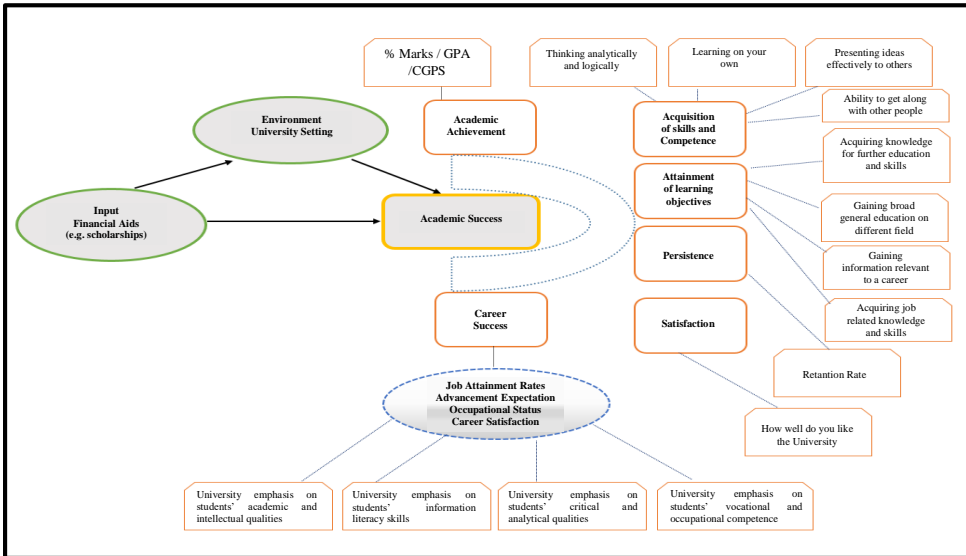 % Marks / GPA
/CGPS
Thinking analytically
and logically
Learning on your
own
Presenting ideas
effectively to others
Environment
University Setting
Academic
Achievement
Acquisition
of skills and
Competence
Ability to get along
with other people
Acquiring knowledge
for further education
and skills
Input
Financial Aids
(e.g. scholarships)
Academic Success
Attainment
of learning
objectives
Gaining broad
general education on
different field
Persistence
Gaining
information relevant
to a career
Career
Success
Satisfaction
Acquiring job
related knowledge
and skills
Retention Rate
Job Attainment Rates
Advancement Expectation
Occupational Status
Career Satisfaction
How well do you like
the University
University emphasis on
students’ academic and
intellectual qualities
University emphasis on
students’ information
literacy skills
University emphasis on
students’ critical and
analytical qualities
University emphasis on
students’ vocational and
occupational competence